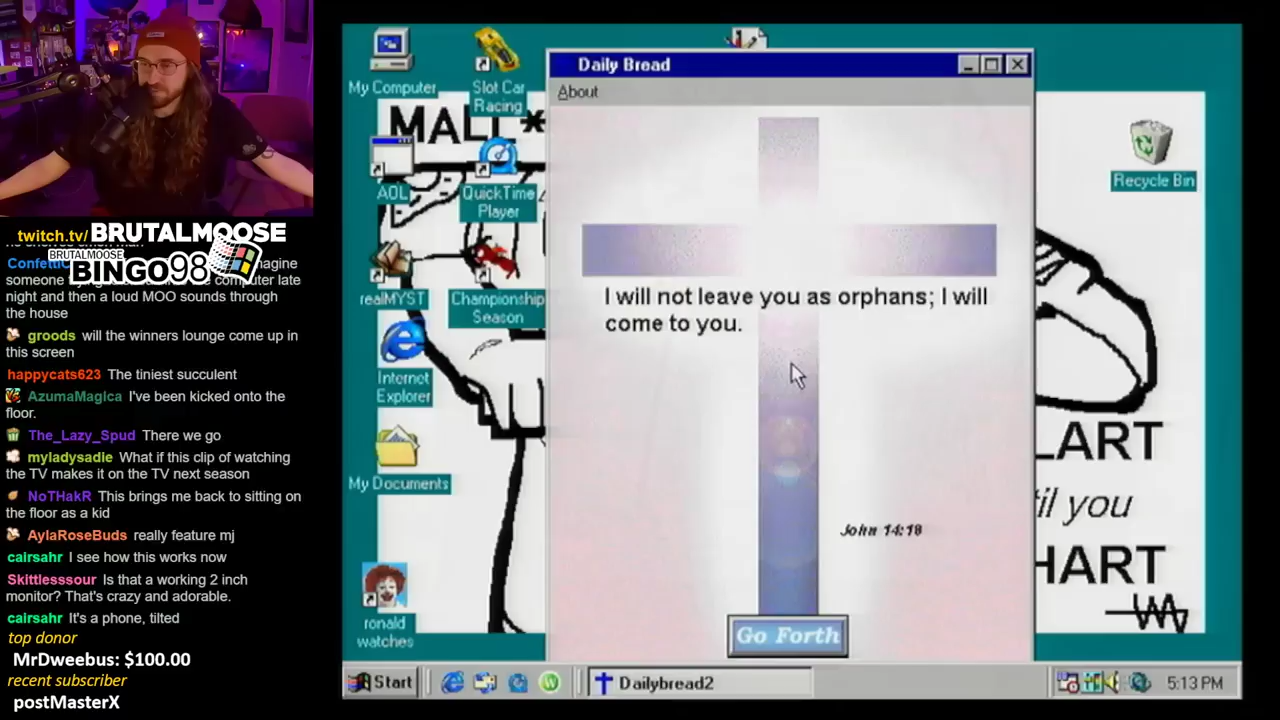 twitch.tv/BRUTALMOOSE
BRUTALMOOSE
BINGO98
someone
computer late
night and then a loud MOO sounds through
the house
groods will the winners lounge come up in
this screen
happycats623 The tiniest succulent
AzumaMagica I've been kicked onto the
floor.
The_Lazy_Spud There we go
myladysadie What if this clip of watching
the TV makes it on the TV next season
NoTHakR This brings me back to sitting on
the floor as a kid
AylaRoseBuds really feature mj
cairsahr I see how this works now
Skittlesssour Is that a working 2 inch
monitor? That's crazy and adorable.
cairsahr It's a phone, tilted
top donor
MrDweebus: $100.00
recent subscriber
postMasterX
My Computer
Slot Car
Racing
MALL*
AOL
QuickTime
Player
realMYST
Championship
Season
Internet
Explorer
My Documents
ronald
watches
Daily Bread
About
I will not leave you as orphans; I will
come to you.
John 14:18
Go Forth
Recycle Bin
LART
til you
HART
Start
Dailybread2
5:13 PM